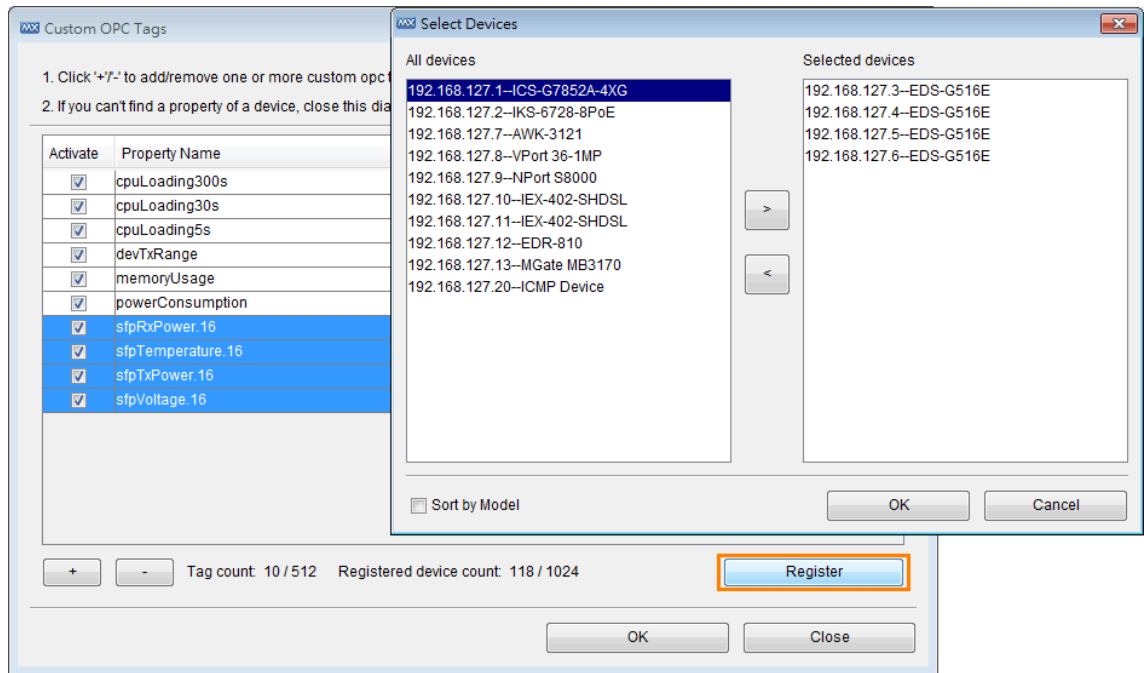 MX Custom OPC Tags
1. Click '+'/'-' to add/remove one or more custom opc t
2. If you can't find a property of a device, close this dia
Activate Property Name
cpuLoading300s
cpuLoading30s
cpuLoading5s
devTxRange
memoryUsage
powerConsumption
sfpRxPower.16
sfpTemperature.16
sfpTxPower.16
sfpVoltage.16
+ - Tag count: 10 / 512 Registered device count: 118 / 1024 Register
OK Close
MX Select Devices
All devices
192.168.127.1--ICS-G7852A-4XG
192.168.127.2--IKS-6728-8PoE
192.168.127.7--AWK-3121
192.168.127.8--VPort 36-1MP
192.168.127.9--NPort S8000
192.168.127.10--IEX-402-SHDSL
192.168.127.11--IEX-402-SHDSL
192.168.127.12--EDR-810
192.168.127.13--MGate MB3170
192.168.127.20--ICMP Device
>
<
Selected devices
192.168.127.3--EDS-G516E
192.168.127.4--EDS-G516E
192.168.127.5--EDS-G516E
192.168.127.6--EDS-G516E
Sort by Model
OK Cancel